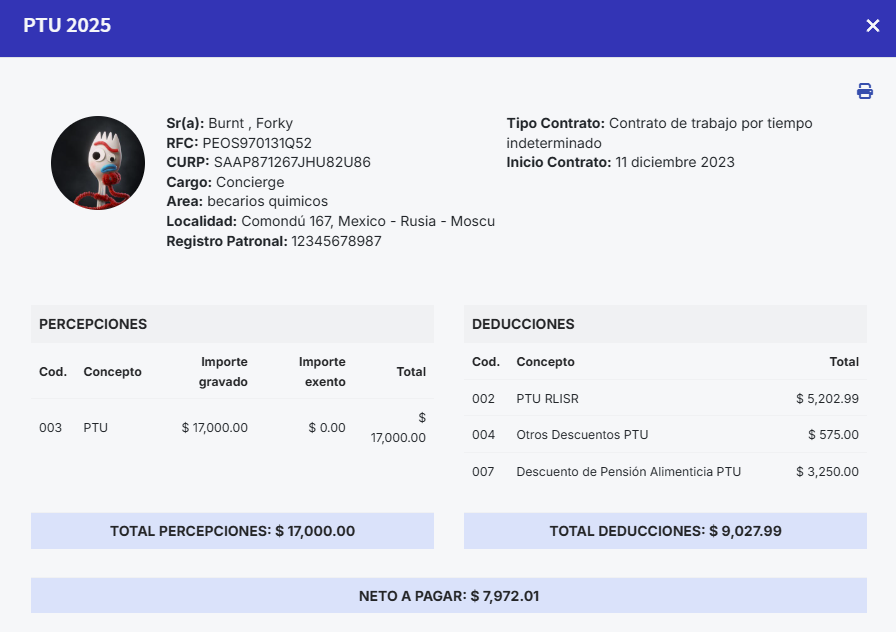 PTU 2025
Sr(a): Burnt , Forky
RFC: PEOS970131Q52
CURP: SAAP871267JHU82U86
Cargo: Concierge
Area: becarios quimicos
Localidad: Comondú 167, Mexico - Rusia - Moscu
Registro Patronal: 12345678987
Tipo Contrato: Contrato de trabajo por tiempo
indeterminado
Inicio Contrato: 11 diciembre 2023
PERCEPCIONES
Cod. Concepto Importe gravado Importe exento Total
003 PTU $ 17,000.00 $ 0.00 $ 17,000.00
TOTAL PERCEPCIONES: $ 17,000.00
DEDUCCIONES
Cod. Concepto Total
002 PTU RLISR $ 5,202.99
004 Otros Descuentos PTU $ 575.00
007 Descuento de Pensión Alimenticia PTU $ 3,250.00
TOTAL DEDUCCIONES: $ 9,027.99
NETO A PAGAR: $ 7,972.01